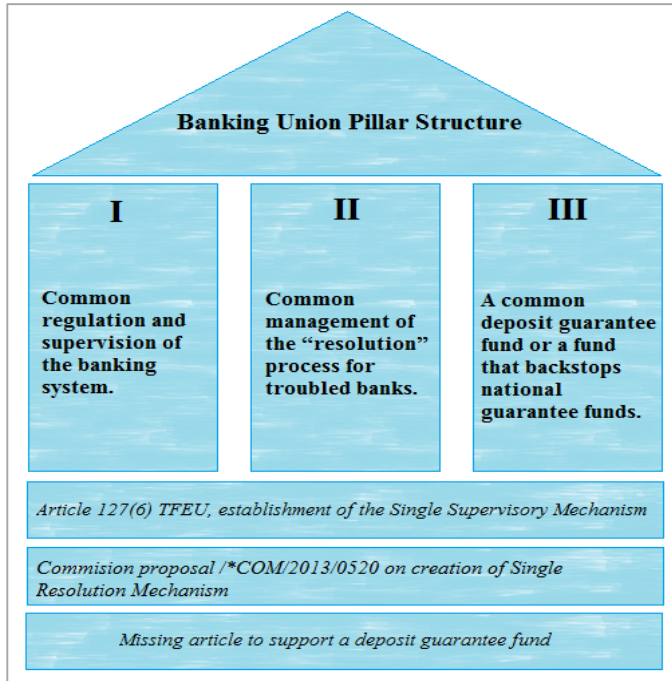 Banking Union Pillar Structure
I
Common
regulation and
supervision of
the banking
system.
II
Common
management of
the “resolution”
process for
troubled banks.
III
A common
deposit guarantee
fund or a fund
that backstops
national
guarantee funds.
Article 127(6) TFEU, establishment of the Single Supervisory Mechanism
Commision proposal /*COM/2013/0520 on creation of Single
Resolution Mechanism
Missing article to support a deposit guarantee fund